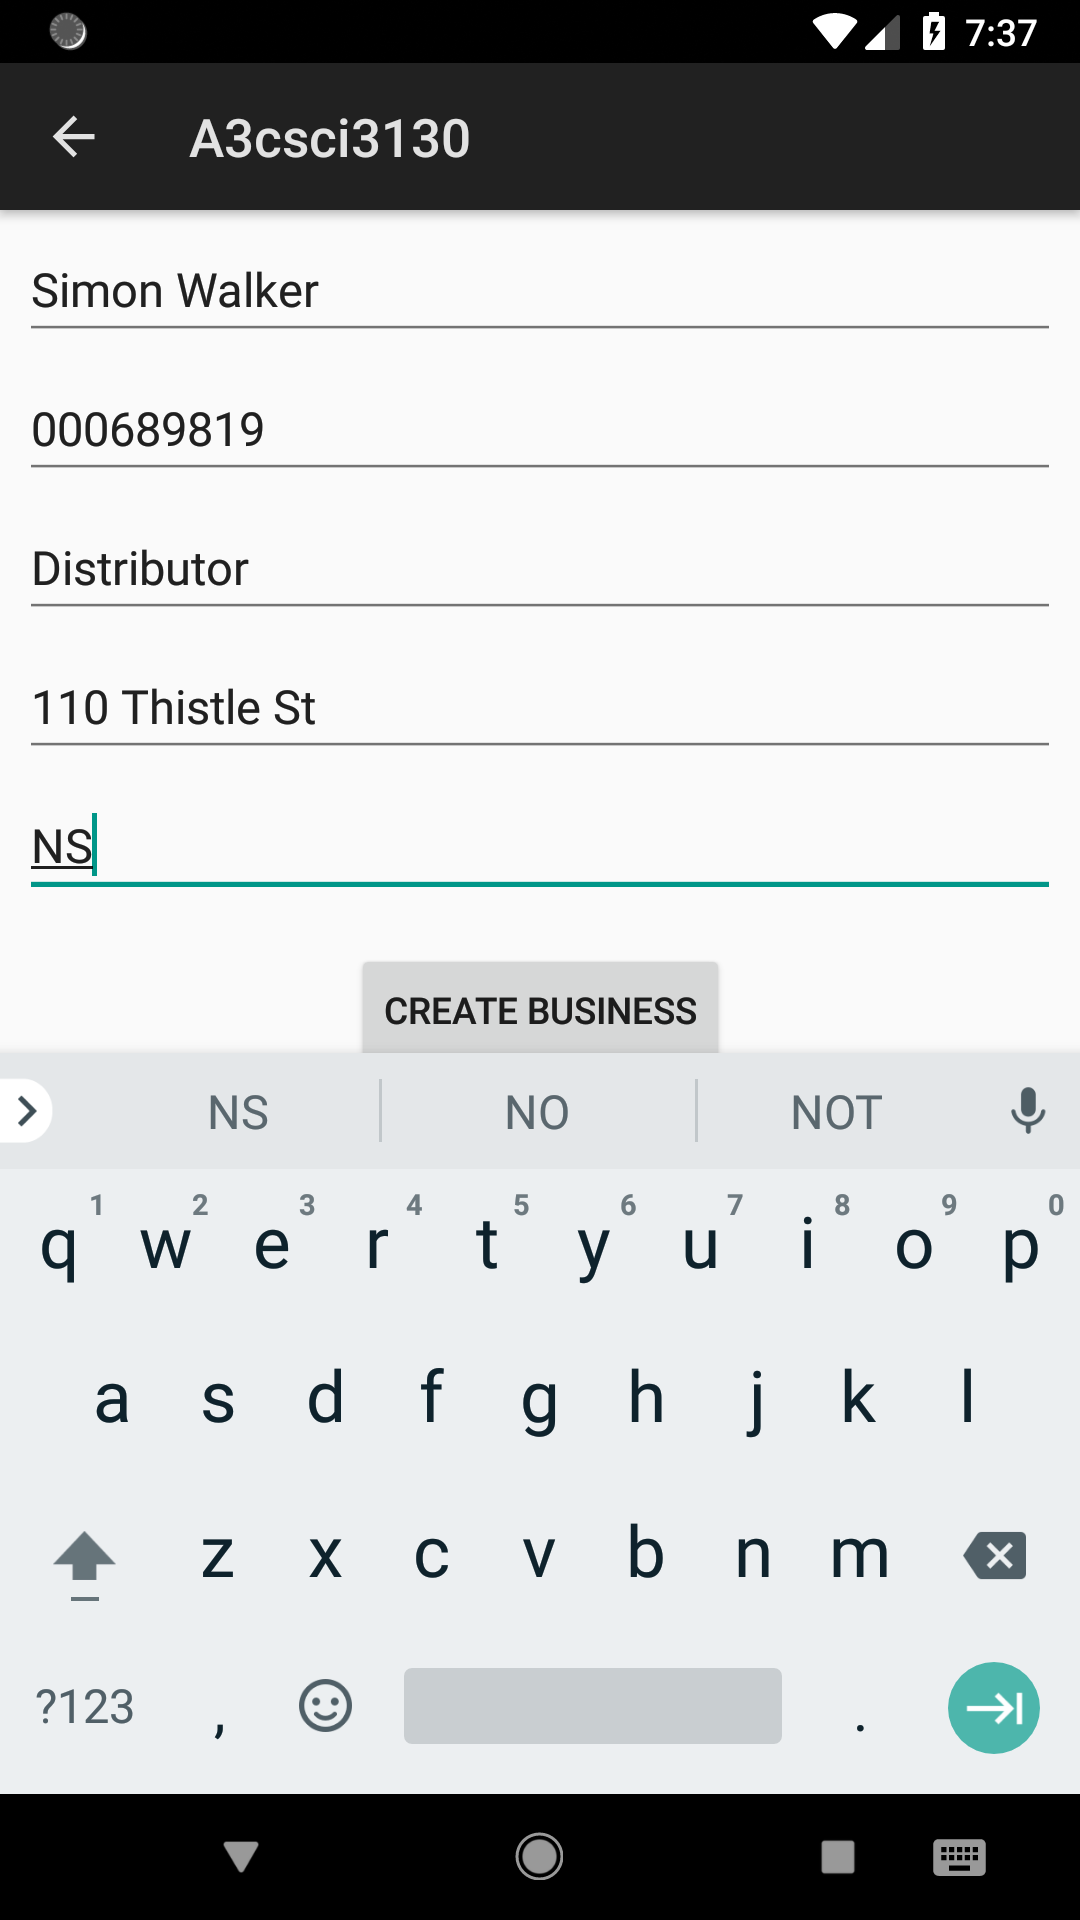 7:37
A3csci3130
Simon Walker
000689819
Distributor
110 Thistle St
NS
CREATE BUSINESS
NS NO NOT
1 2 3 4 5 6 7 8 9 0
q w e r t y u i o p
a s d f g h j k l
z x c v b n m
?123 , .